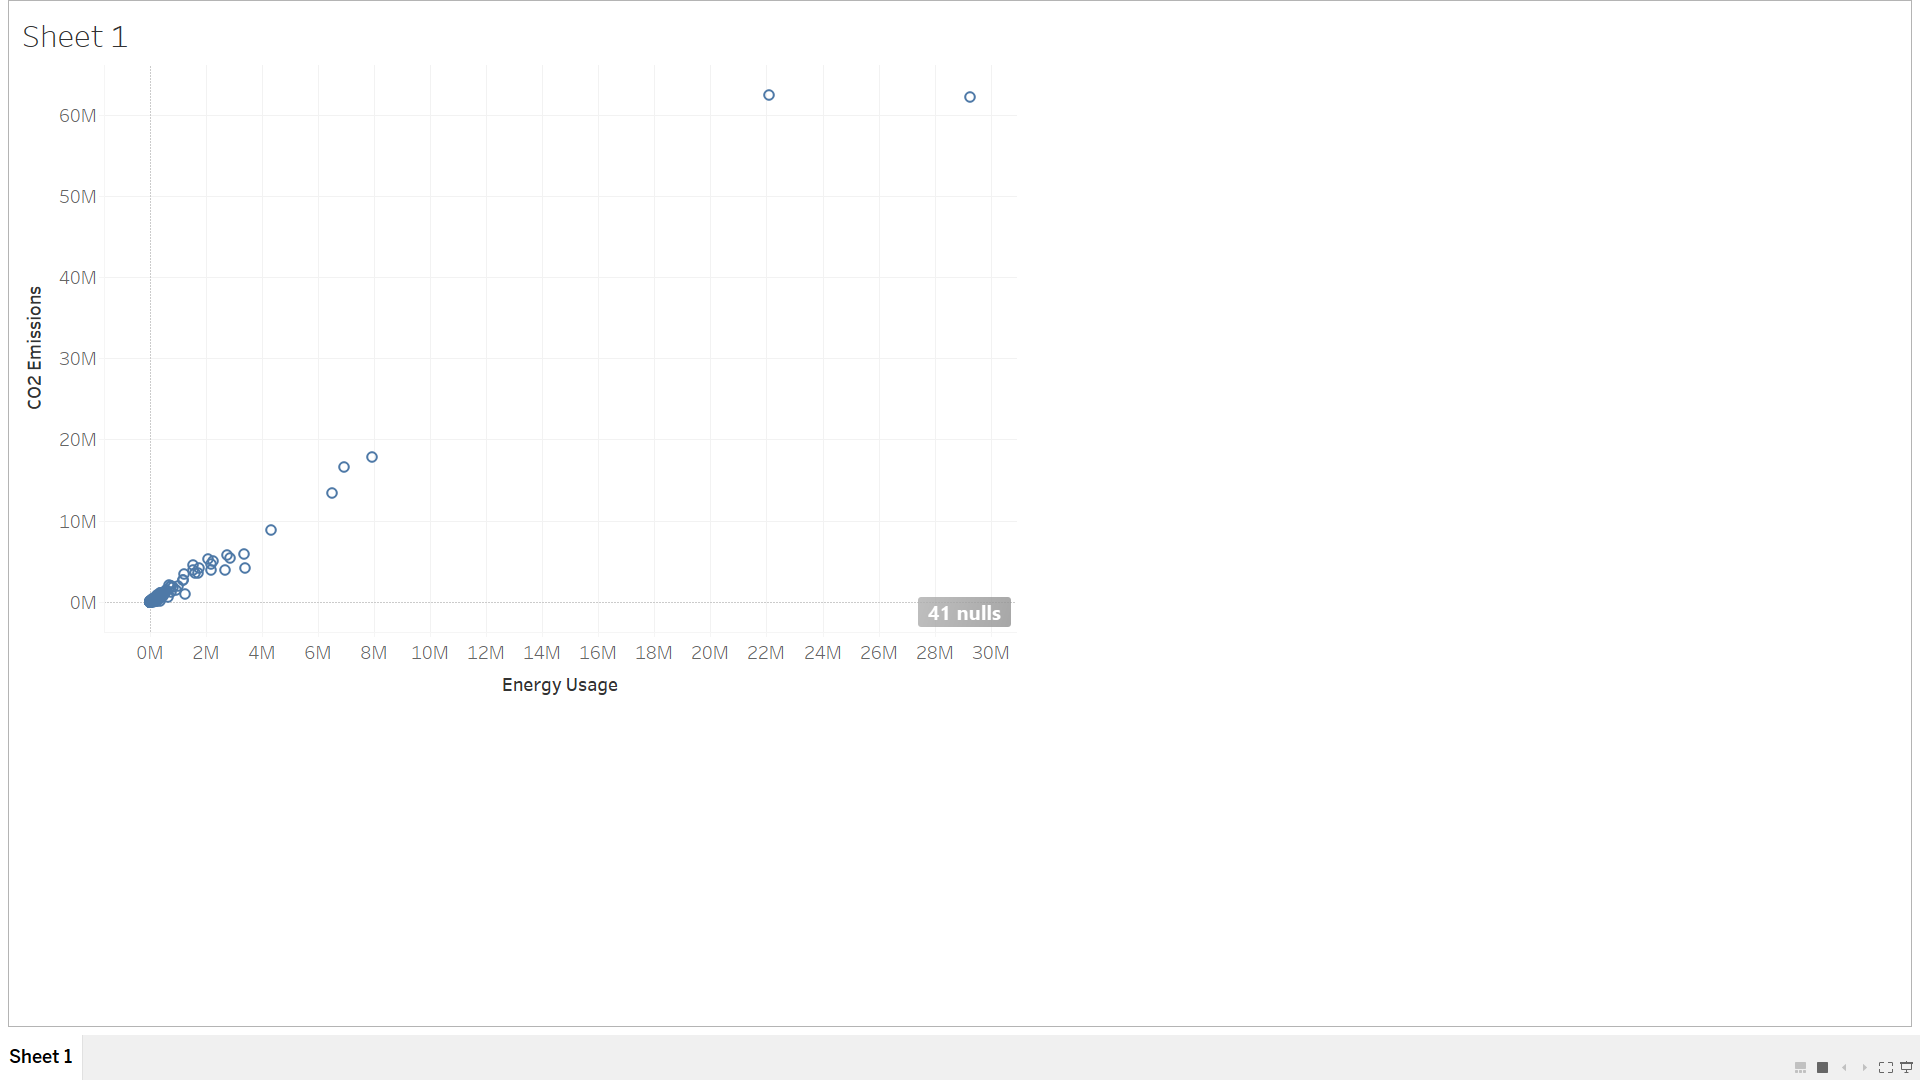 Sheet 1
60M
50M
40M
30M
20M
10M
0M
CO2 Emissions
41 nulls
0M 2M 4M 6M 8M 10M 12M 14M 16M 18M 20M 22M 24M 26M 28M 30M
Energy Usage
Sheet 1